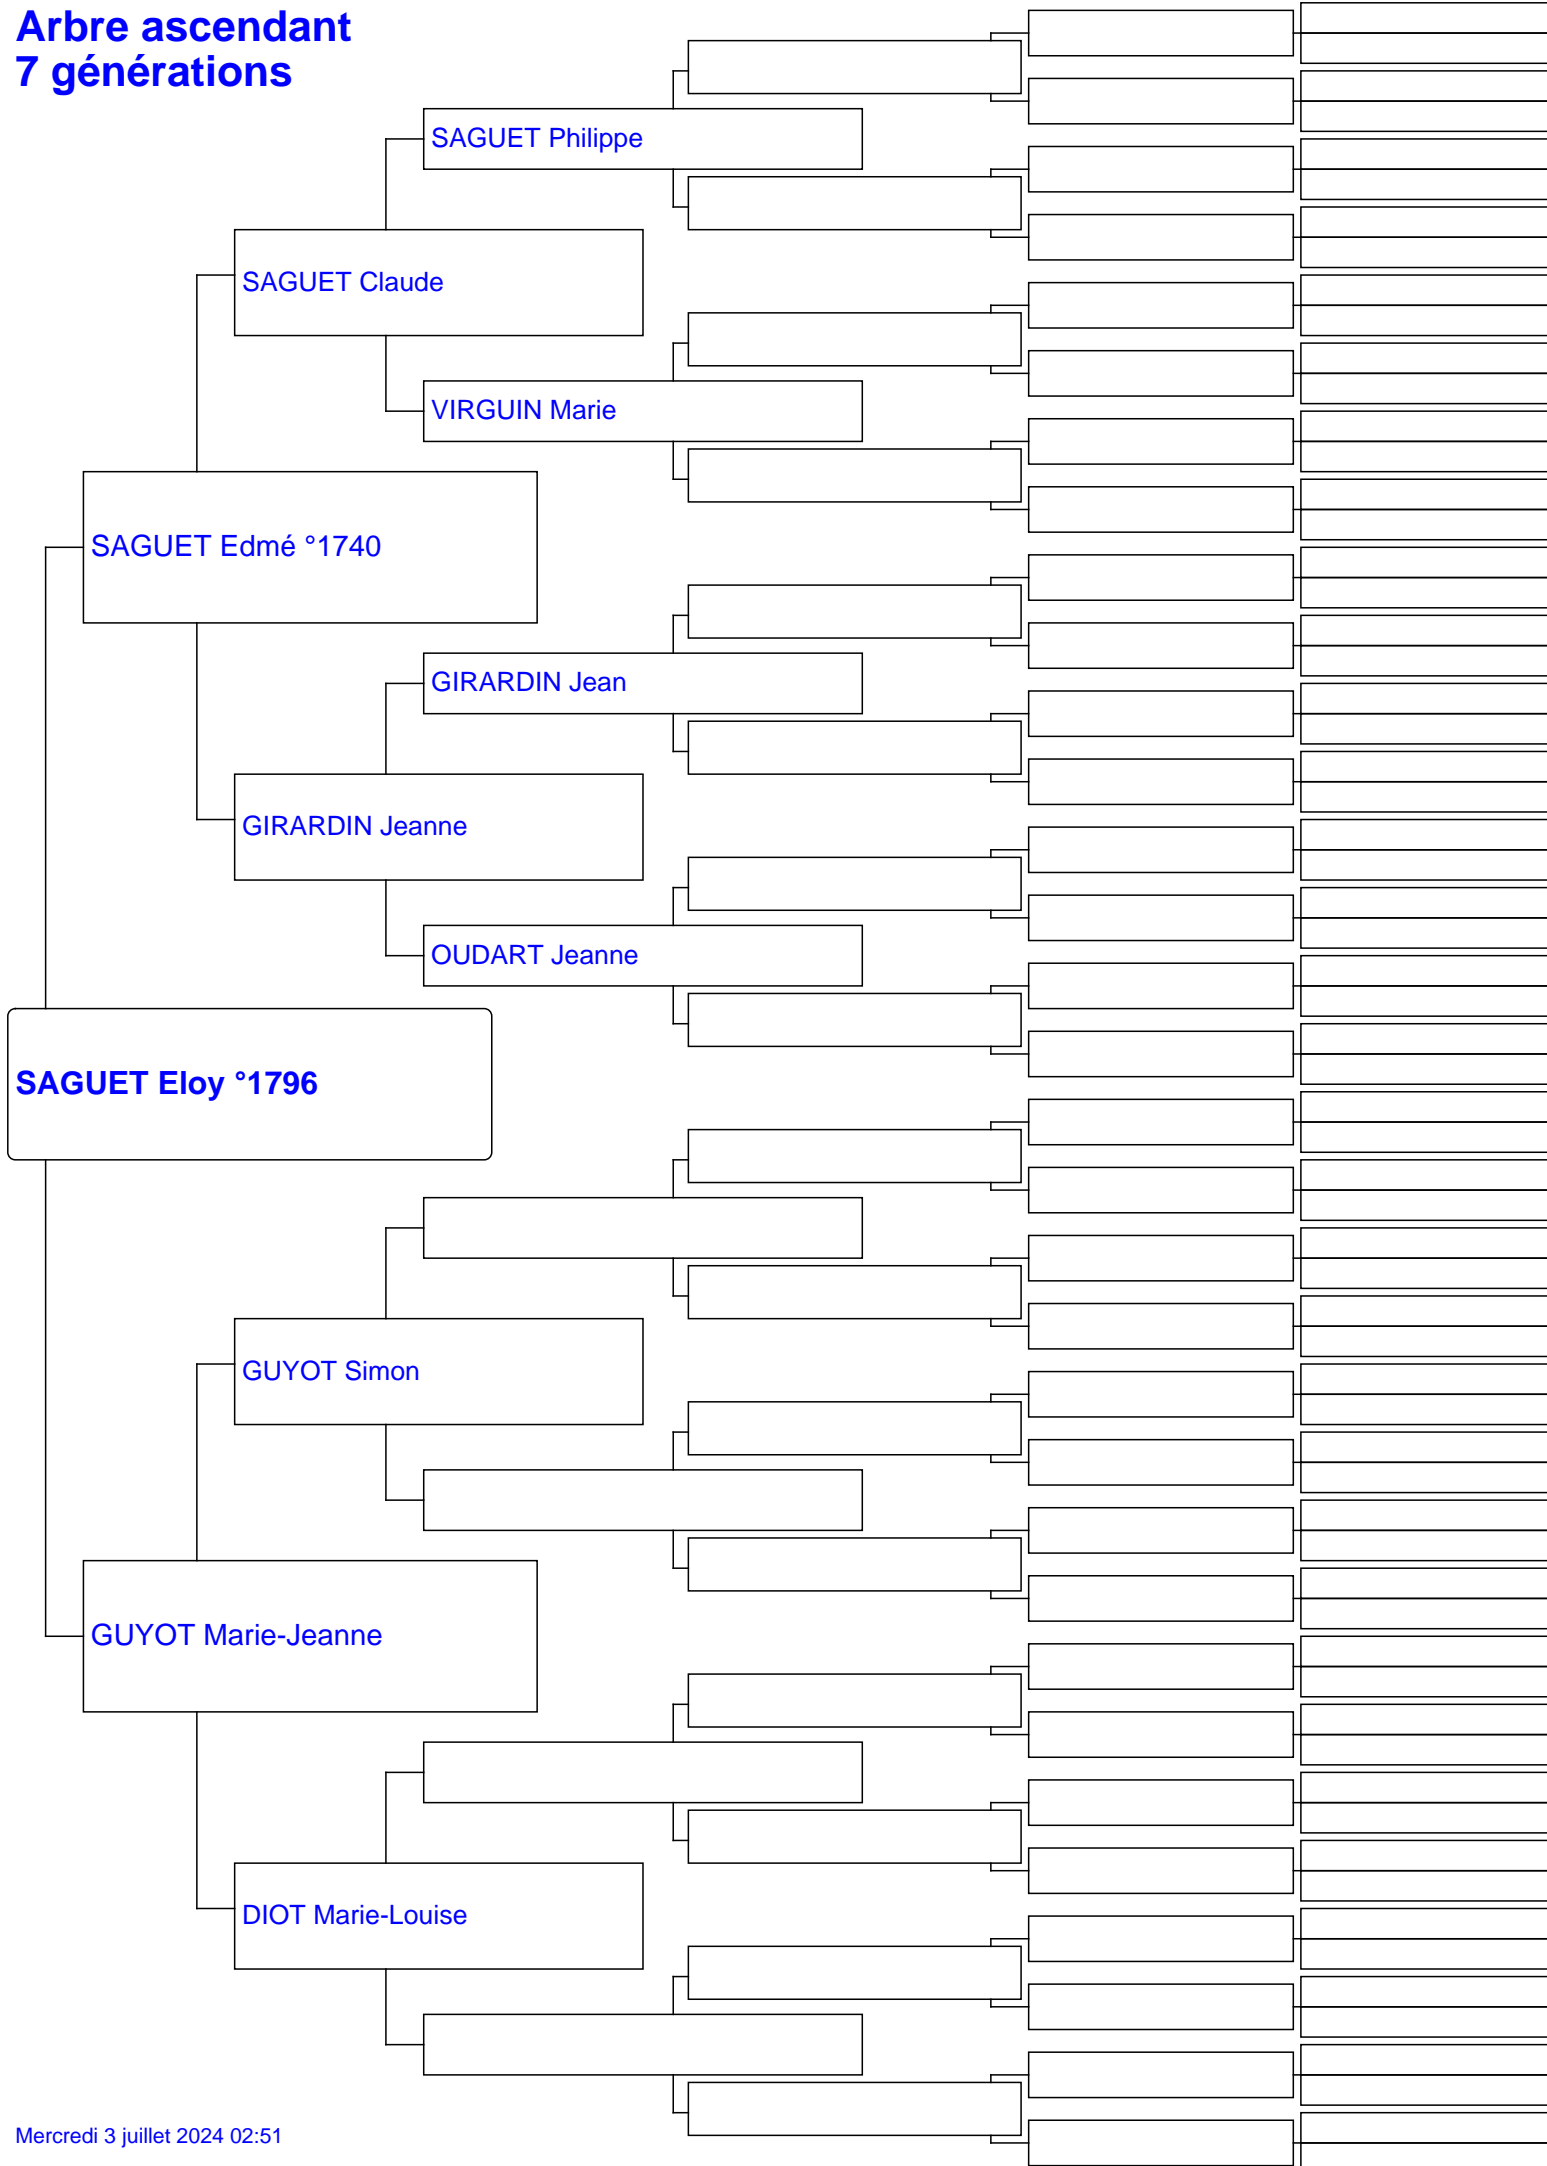 Arbre ascendant
7 générations
SAGUET Philippe
SAGUET Claude
VIRGUIN Marie
SAGUET Edmé °1740
GIRARDIN Jean
GIRARDIN Jeanne
OUDART Jeanne
SAGUET Eloy °1796
GUYOT Simon
GUYOT Marie-Jeanne
DIOT Marie-Louise
Mercredi 3 juillet 2024 02:51